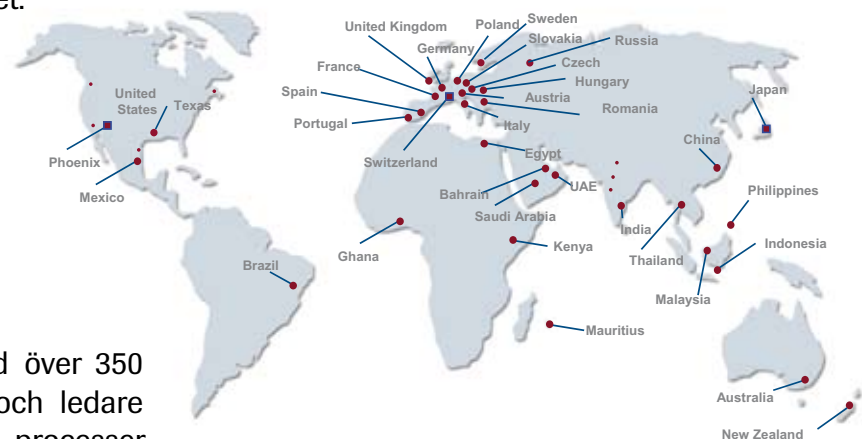 et.
United Kingdom
Poland
Sweden
Slovakia
Germany
Russia
France
Czech
Hungary
Spain
Austria
Romania
Portugal
Italy
Switzerland
United
States
Texas
Phoenix
Mexico
Japan
China
Egypt
Bahrain
UAE
Saudi Arabia
India
Philippines
Ghana
Kenya
Thailand
Indonesia
Brazil
Malaysia
Mauritius
d över 350
och ledare
processer
Australia
New Zealand